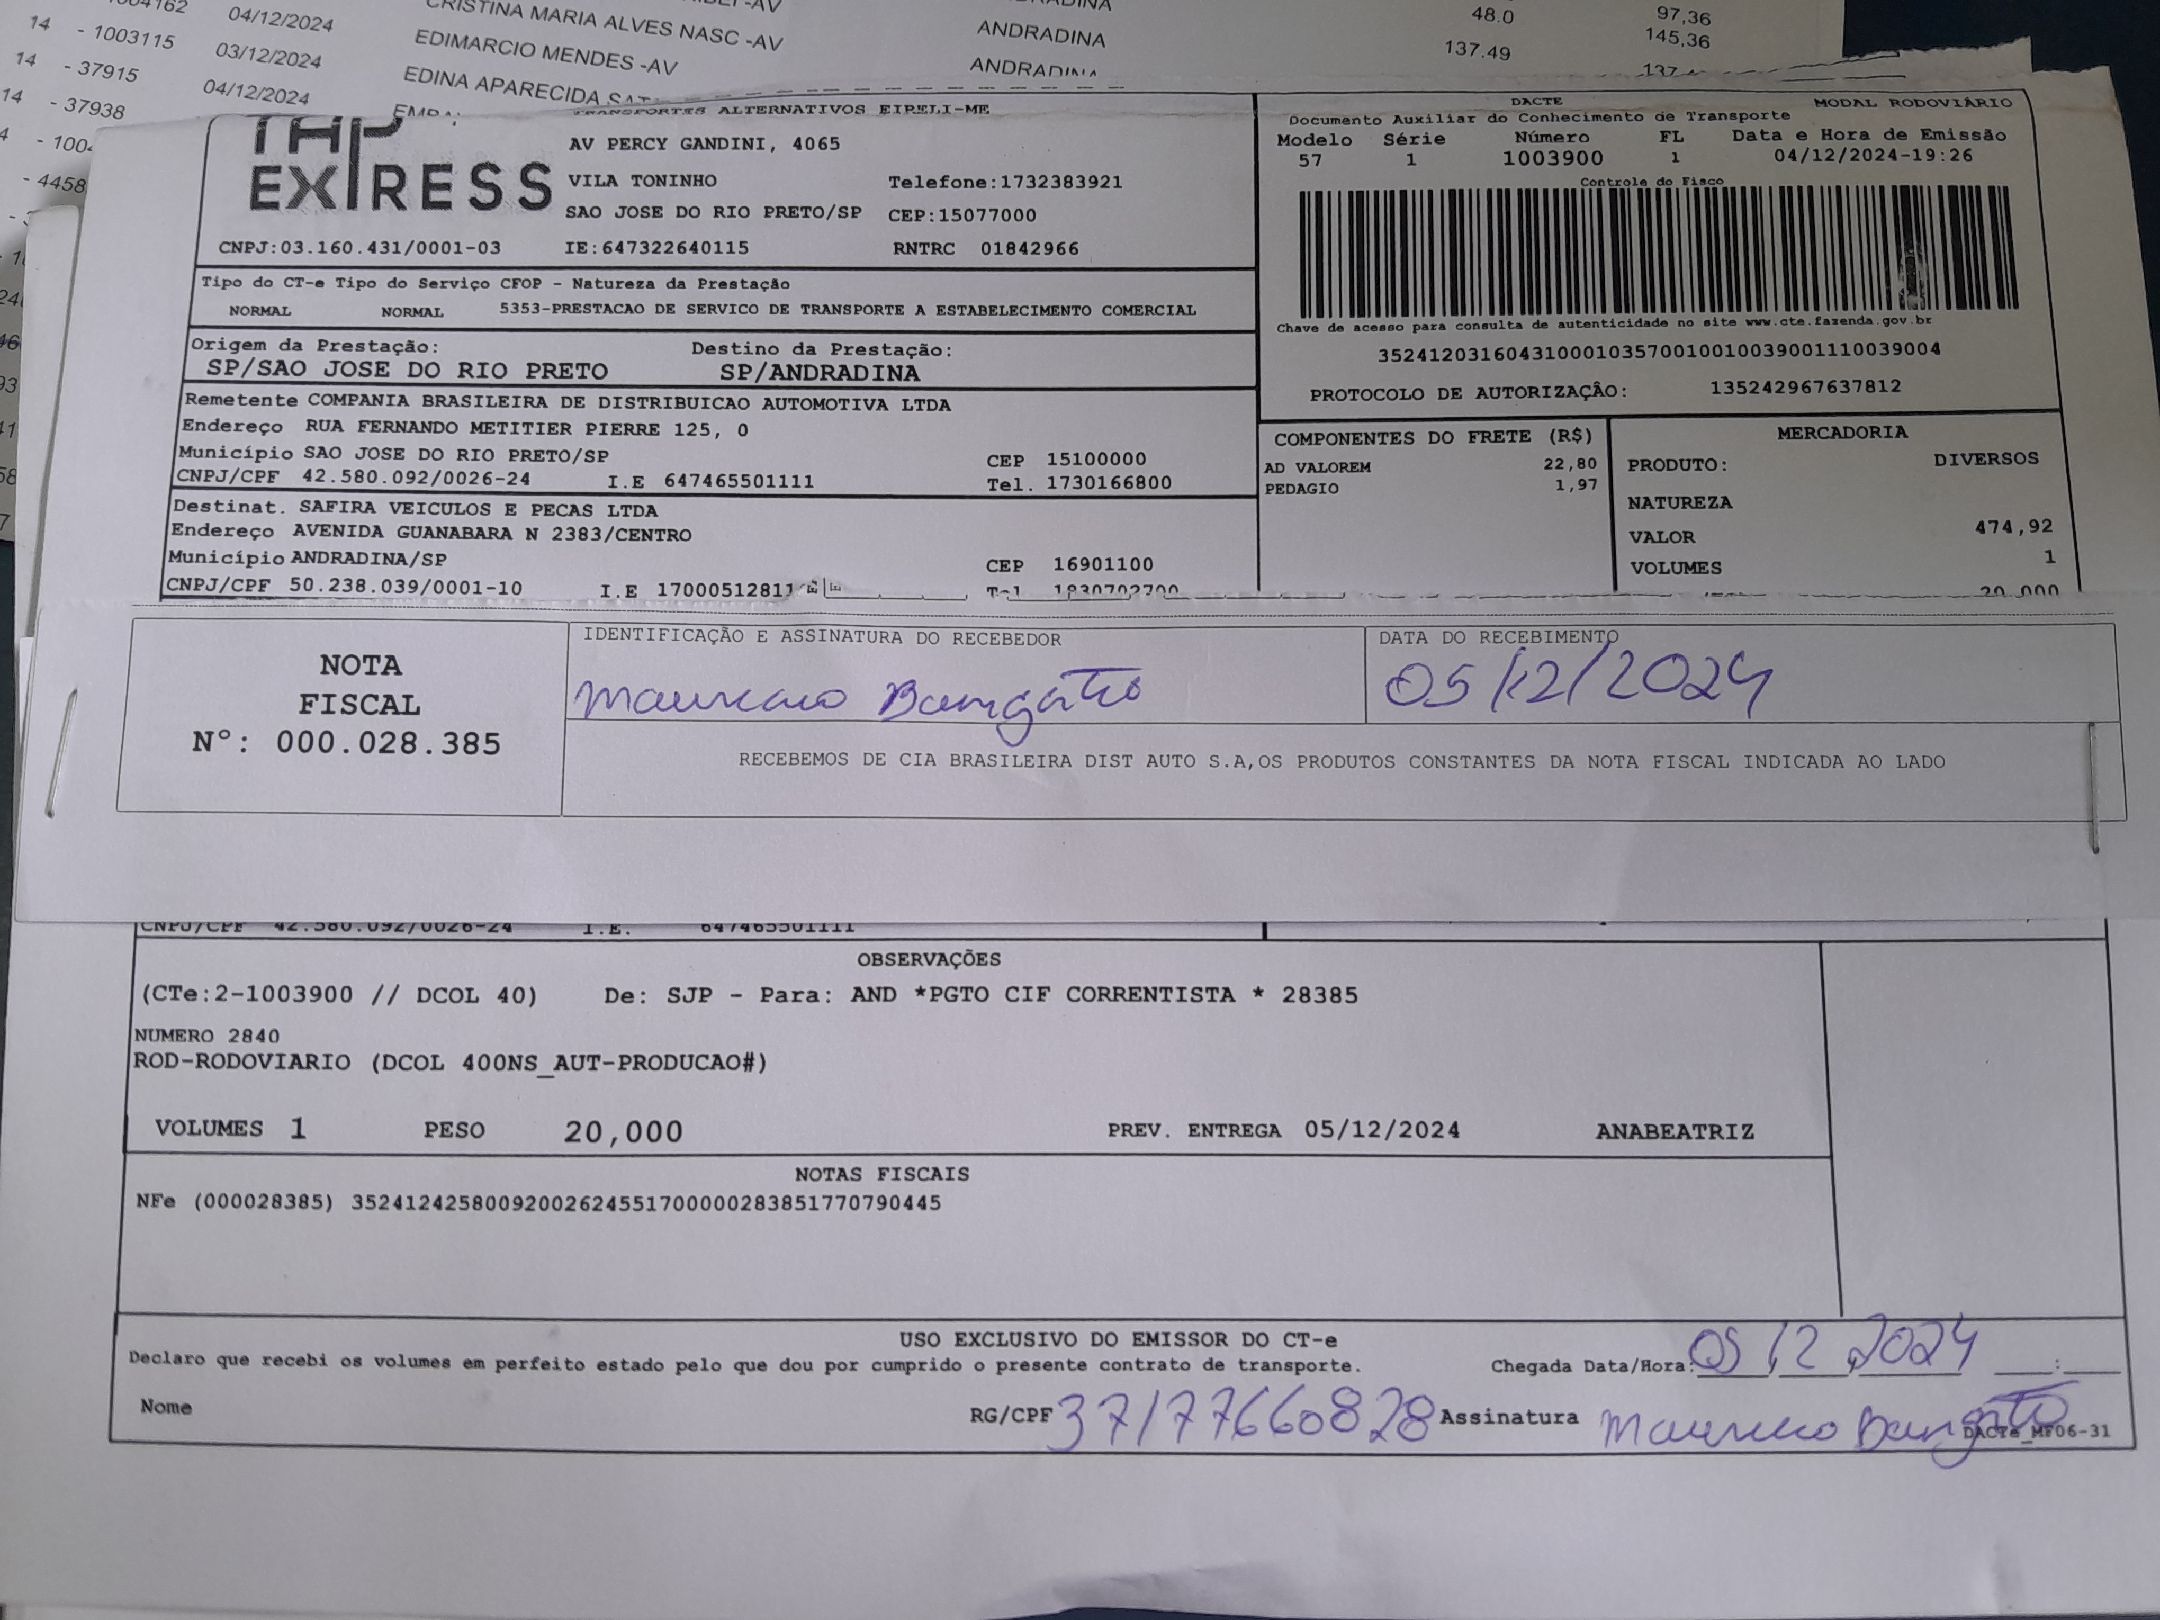 04/12/2024 CRISTINA MARIA ALVES NASC -AV ANDRADINA 48.0 97,36
14 - 1003115 03/12/2024 EDIMARCIO MENDES -AV ANDRADINA 137.49 145,36
14 - 37915 04/12/2024 EDINA APARECIDA
14 - 37938
- 4458
TRANSPORTES ALTERNATIVOS EIRELI-ME
TAP EXPRESS
AV PERCY GANDINI, 4065
VILA TONINHO Telefone:1732383921
SAO JOSE DO RIO PRETO/SP CEP:15077000
CNPJ:03.160.431/0001-03 IE:647322640115 RNTRC 01842966
DACTE MODAL RODOVIÁRIO
Documento Auxiliar do Conhecimento de Transporte
Modelo Série Número FL Data e Hora de Emissão
57 1 1003900 1 04/12/2024-19:26
Controle do Fisco
Chave de acesso para consulta de autenticidade no site www.cte.fazenda.gov.br
35241203160431000103570010010039001110039004
PROTOCOLO DE AUTORIZAÇÂO: 135242967637812
Tipo do CT-e Tipo do Serviço CFOP - Natureza da Prestação
NORMAL NORMAL 5353-PRESTACAO DE SERVICO DE TRANSPORTE A ESTABELECIMENTO COMERCIAL
Origem da Prestação: Destino da Prestação:
SP/SAO JOSE DO RIO PRETO SP/ANDRADINA
Remetente COMPANIA BRASILEIRA DE DISTRIBUICAO AUTOMOTIVA LTDA
Endereço RUA FERNANDO METITIER PIERRE 125, 0
Município SAO JOSE DO RIO PRETO/SP CEP 15100000
CNPJ/CPF 42.580.092/0026-24 I.E 647465501111 Tel. 1730166800
Destinat. SAFIRA VEICULOS E PECAS LTDA
Endereço AVENIDA GUANABARA N 2383/CENTRO
Município ANDRADINA/SP CEP 16901100
CNPJ/CPF 50.238.039/0001-10 I.E 17000512811 Tel 1830702700
COMPONENTES DO FRETE (R$)
AD VALOREM 22,80
PEDAGIO 1,97
MERCADORIA
PRODUTO: DIVERSOS
NATUREZA
VALOR 474,92
VOLUMES 1
20,000
NOTA
FISCAL
N°: 000.028.385
IDENTIFICAÇÃO E ASSINATURA DO RECEBEDOR
DATA DO RECEBIMENTO
05/12/2024
RECEBEMOS DE CIA BRASILEIRA DIST AUTO S.A,OS PRODUTOS CONSTANTES DA NOTA FISCAL INDICADA AO LADO
CNPJ/CPF 42.580.092/0026-24 I.E. 647465501111
OBSERVAÇÕES
(CTe:2-1003900 // DCOL 40) De: SJP - Para: AND *PGTO CIF CORRENTISTA * 28385
NUMERO 2840
ROD-RODOVIARIO (DCOL 400NS_AUT-PRODUCAO#)
VOLUMES 1 PESO 20,000 PREV. ENTREGA 05/12/2024 ANABEATRIZ
NOTAS FISCAIS
NFe (000028385) 35241242580092002624551700000283851770790445
USO EXCLUSIVO DO EMISSOR DO CT-e
Declaro que recebi os volumes em perfeito estado pelo que dou por cumprido o presente contrato de transporte. Chegada Data/Hora: 05 12 2024
Nome RG/CPF 37177660828 Assinatura
DACTe_MF06-31